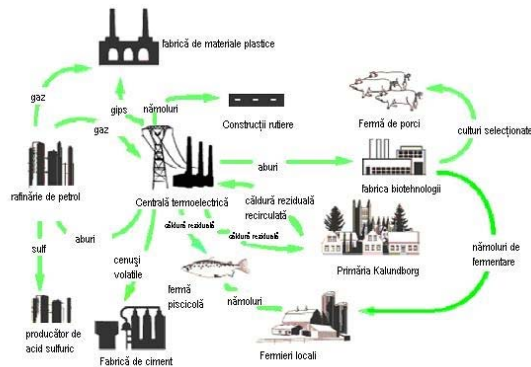 fabrică de materiale plastice
gaz
gips
nămoluri
gaz
Construcții rutiere
Fermă de porci
culturi selecționate
rafinărie de petrol
Centrală termoelectrică
aburi
fabrica biotehnologii
căldură reziduală
recirculată
căldură reziduală
căldură reziduală
sulf
aburi
cenuși
volatile
fermă
piscicolă
nămoluri
Primăria Kalundborg
nămoluri de
fermentare
producător de
acid sulfuric
Fabrică de ciment
Fermieri locali